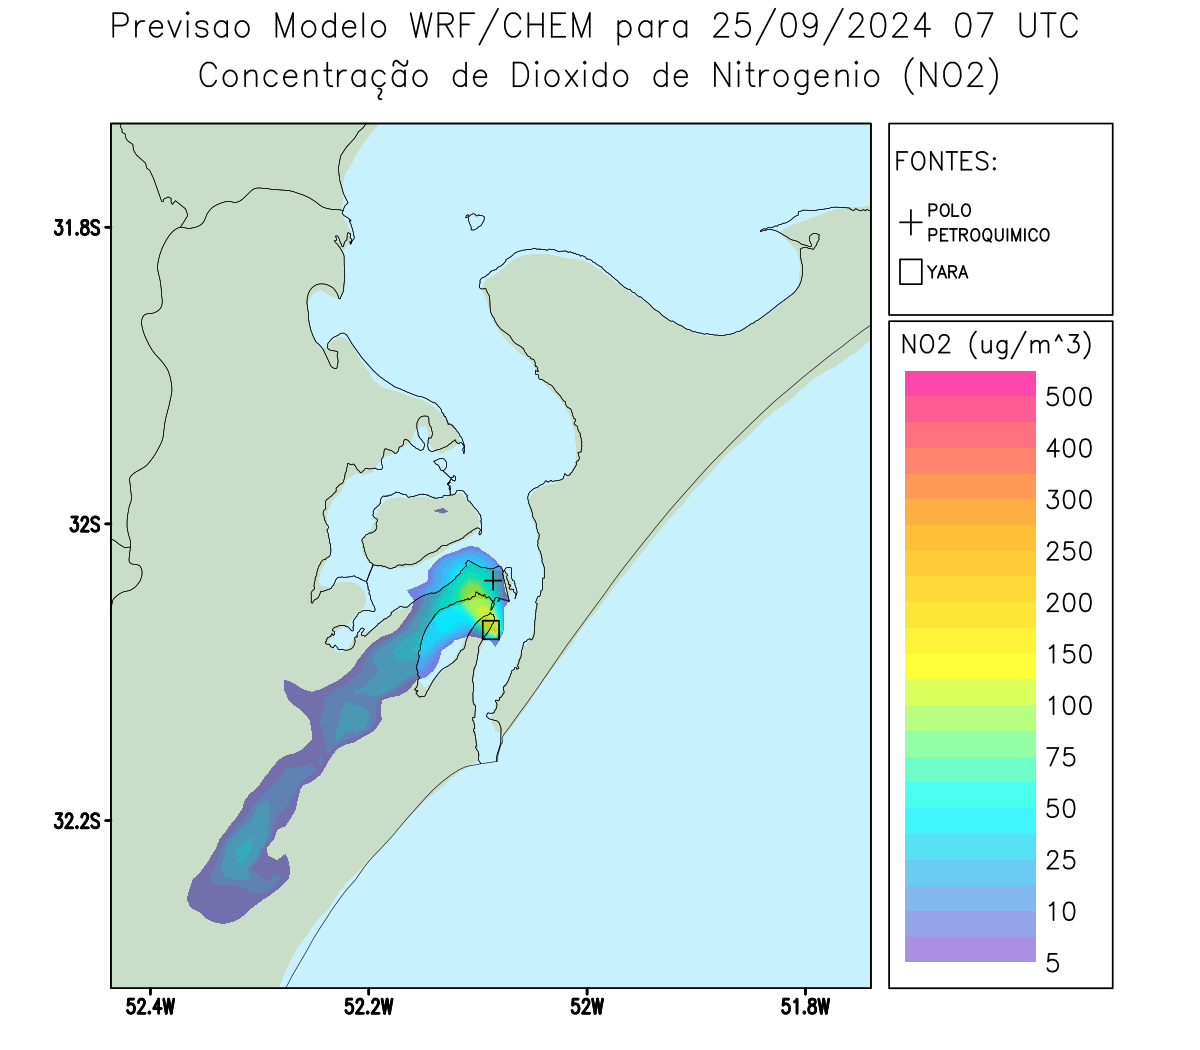 Previsao Modelo WRF/CHEM para 25/09/2024 07 UTC
Concentração de Dioxido de Nitrogenio (NO2)
FONTES:
POLO
PETROQUIMICO
YARA
NO2 (ug/m^3)
500
400
300
250
200
150
100
75
50
25
10
5
31.8S
32S
32.2S
52.4W
52.2W
52W
51.8W